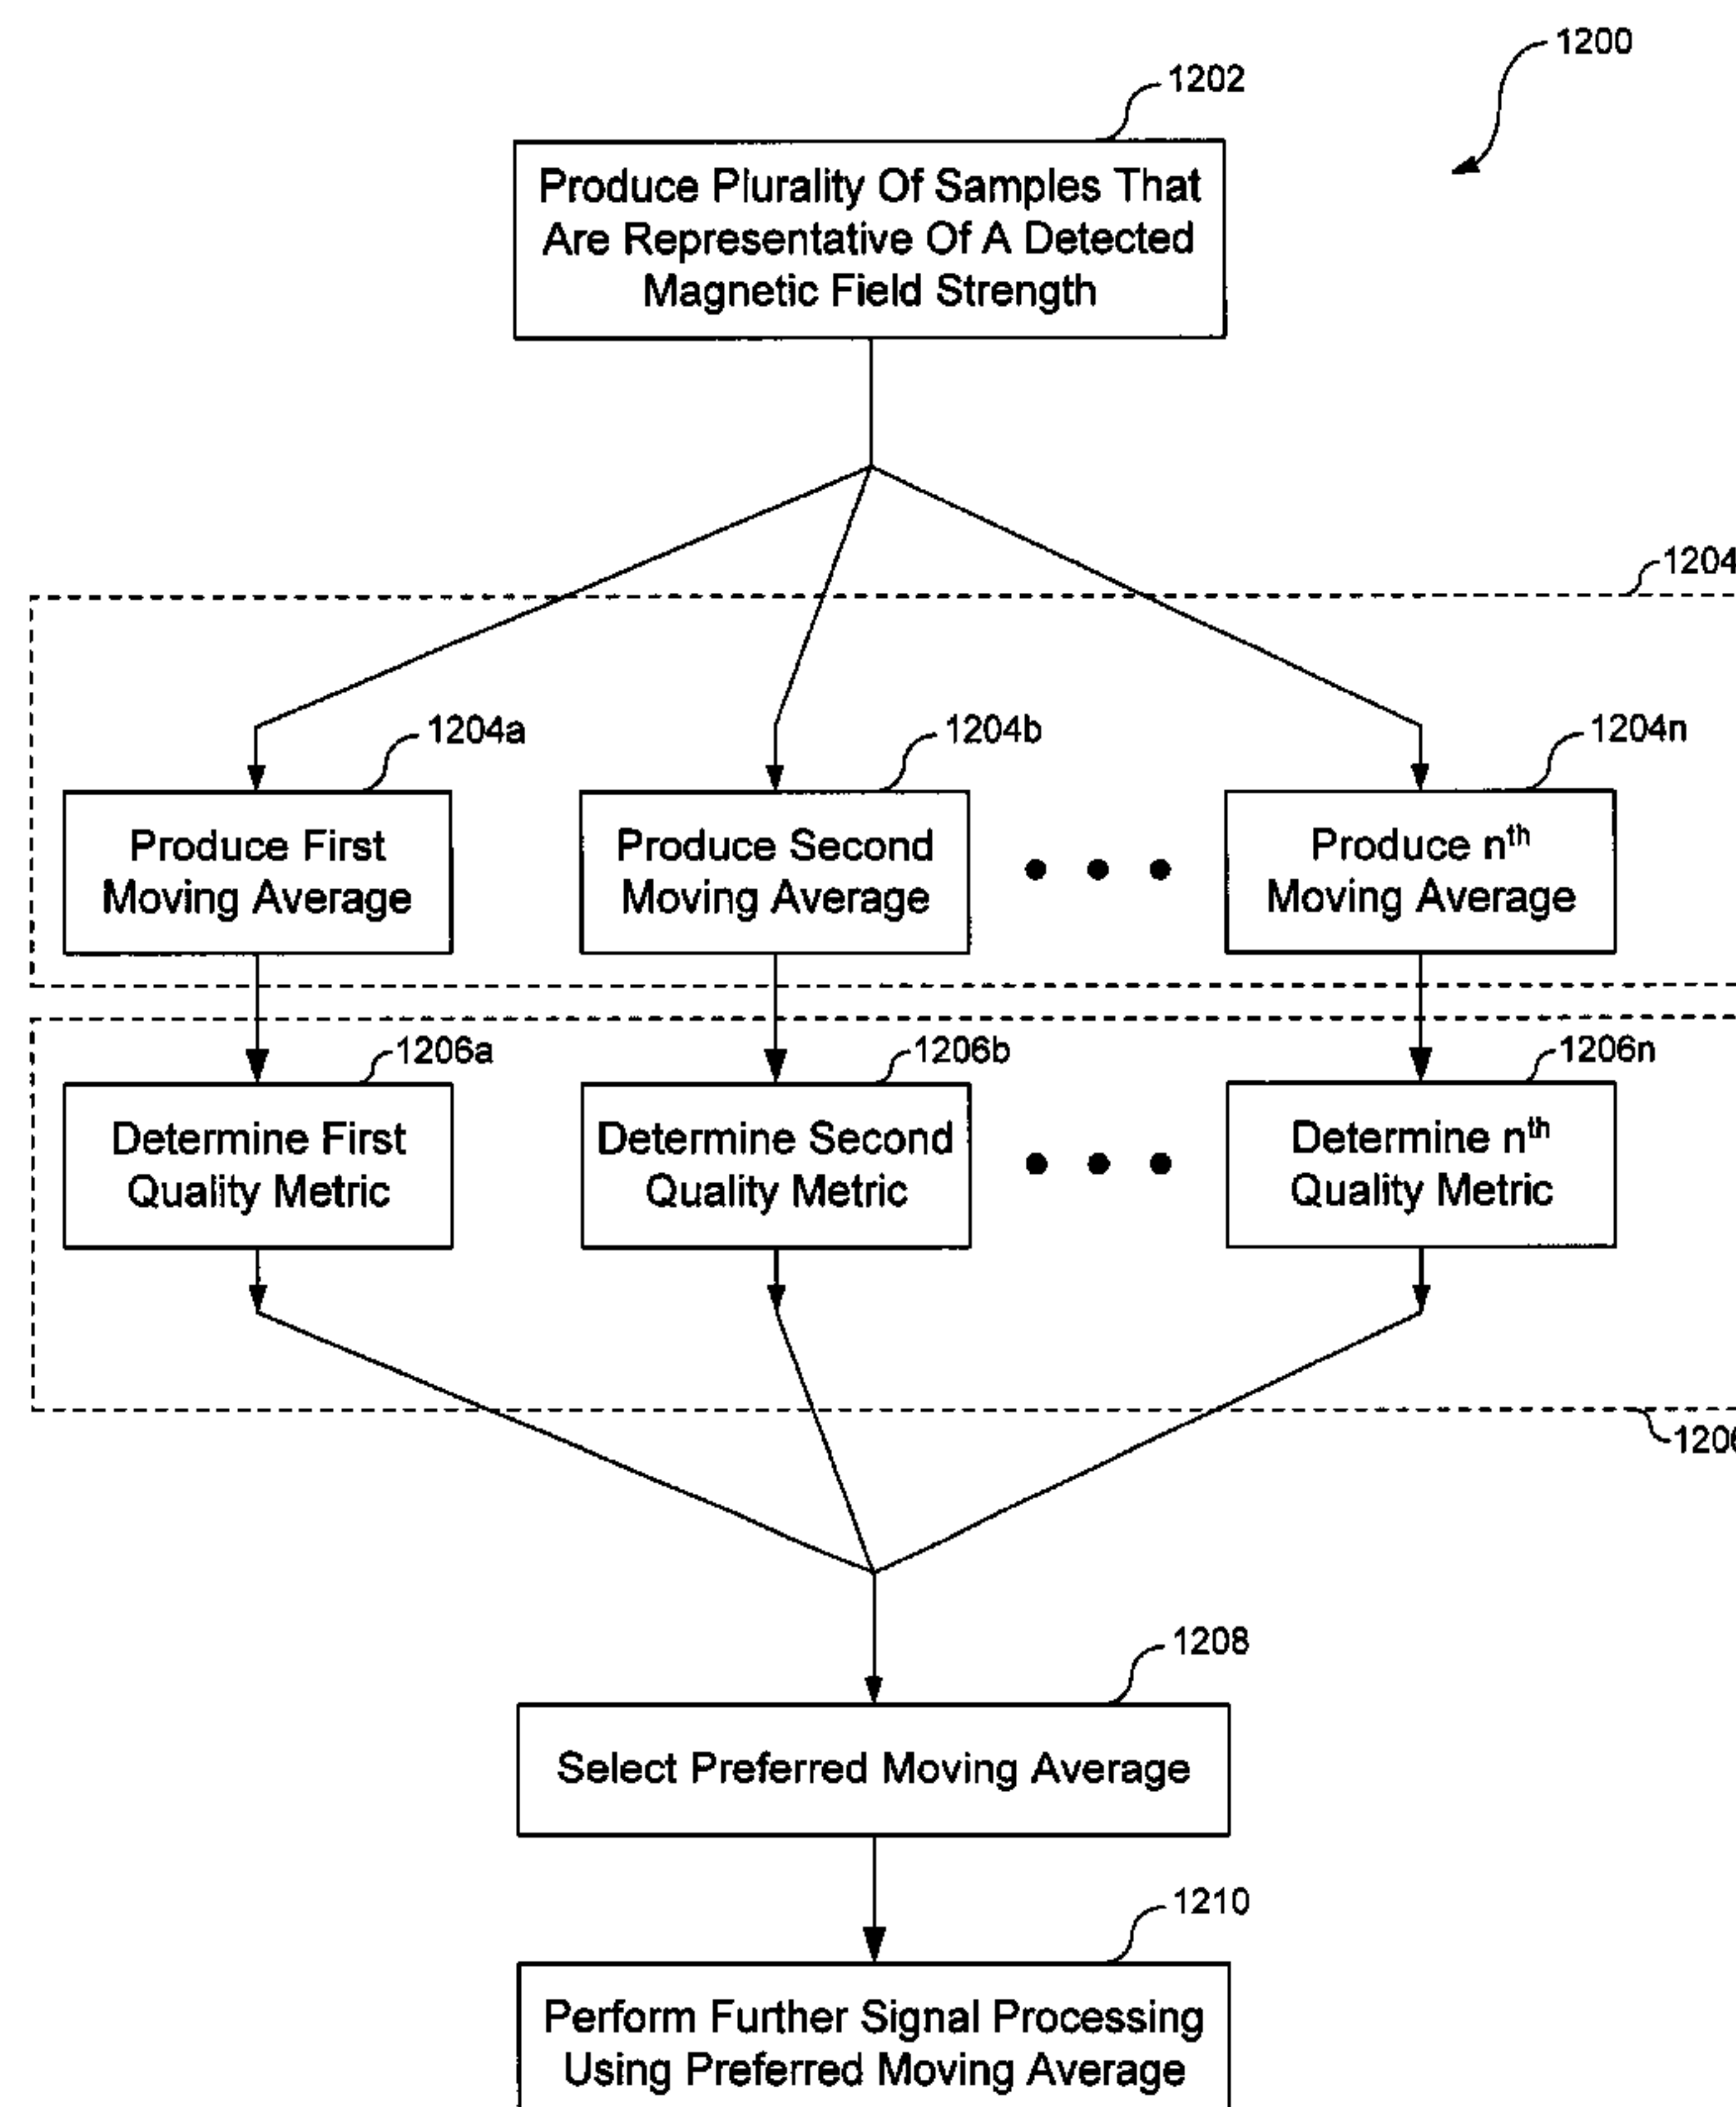 1200
1202
Produce Plurality Of Samples That
Are Representative Of A Detected
Magnetic Field Strength
1204
1204a
1204b
1204n
Produce First
Moving Average
Produce Second
Moving Average
Produce nth
Moving Average
1206a
1206b
1206n
Determine First
Quality Metric
Determine Second
Quality Metric
Determine nth
Quality Metric
1208
Select Preferred Moving Average
1210
Perform Further Signal Processing
Using Preferred Moving Average